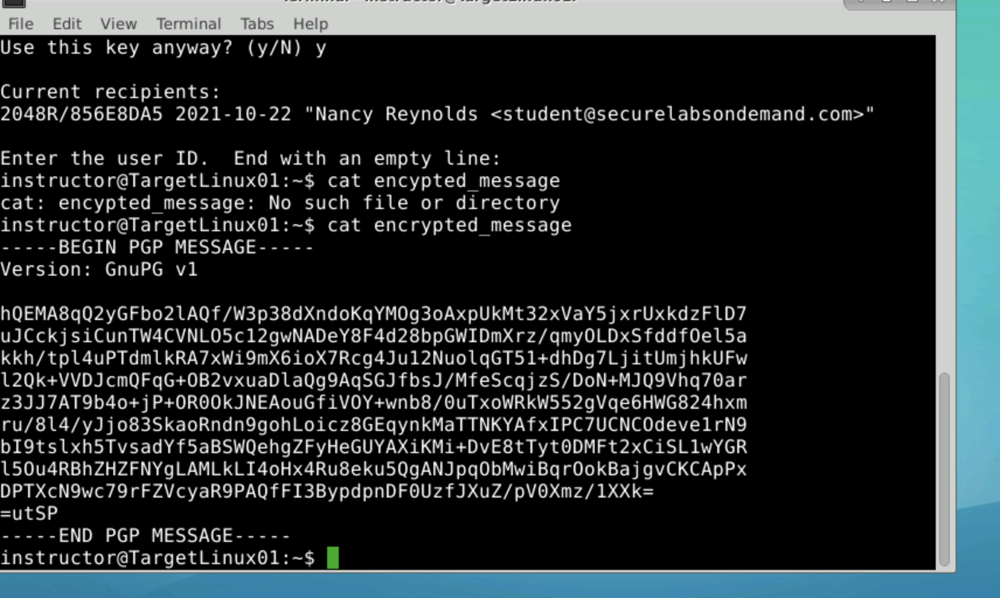 File Edit View Terminal Tabs Help
Use this key anyway? (y/N) y
Current recipients:
2048R/856E8DA5 2021-10-22 "Nancy Reynolds <student@securelabsondemand.com>"
Enter the user ID.  End with an empty line:
instructor@TargetLinux01:~$ cat encypted_message
cat: encypted_message: No such file or directory
instructor@TargetLinux01:~$ cat encrypted_message
-----BEGIN PGP MESSAGE-----
Version: GnuPG v1
hQEMA8qQ2yGFbo2lAQf/W3p38dXndoKqYMOg3oAxpUkMt32xVaY5jxrUxkdzFlD7
uJCckjsiCunTW4CVNLO5c12gwNADeY8F4d28bpGWIDmXrz/qmyOLDxSfddfOel5a
kkh/tpl4uPTdmlkRA7xWi9mX6ioX7Rcg4Ju12NuolqGT51+dhDg7LjitUmjhkUFw
l2Qk+VVDJcmQFqG+OB2vxuaDlaQg9AqSGJfbsJ/MfeScqjzS/DoN+MJQ9Vhq70ar
z3JJ7AT9b4o+jP+OR0OkJNEAouGfiVOY+wnb8/0uTxoWRkW552gVqe6HWG824hxm
ru/8l4/yJjo83SkaoRndn9gohLoicz8GEqynkMaTTNKYAfxIPC7UCNCOdeve1rN9
bI9tslxh5TvsadYf5aBSWQehgZFyHeGUYAXiKMi+DvE8tTyt0DMFt2xCiSL1wYGR
l5Ou4RBhZHZFNYgLAMLkLI4oHx4Ru8eku5QgANJpqObMwiBqrOokBajgvCKCApPx
DPTXcN9wc79rFZVcyaR9PAQfFI3BypdpnDF0UzfJXuZ/pV0Xmz/1XXk=
=utSP
-----END PGP MESSAGE-----
instructor@TargetLinux01:~$